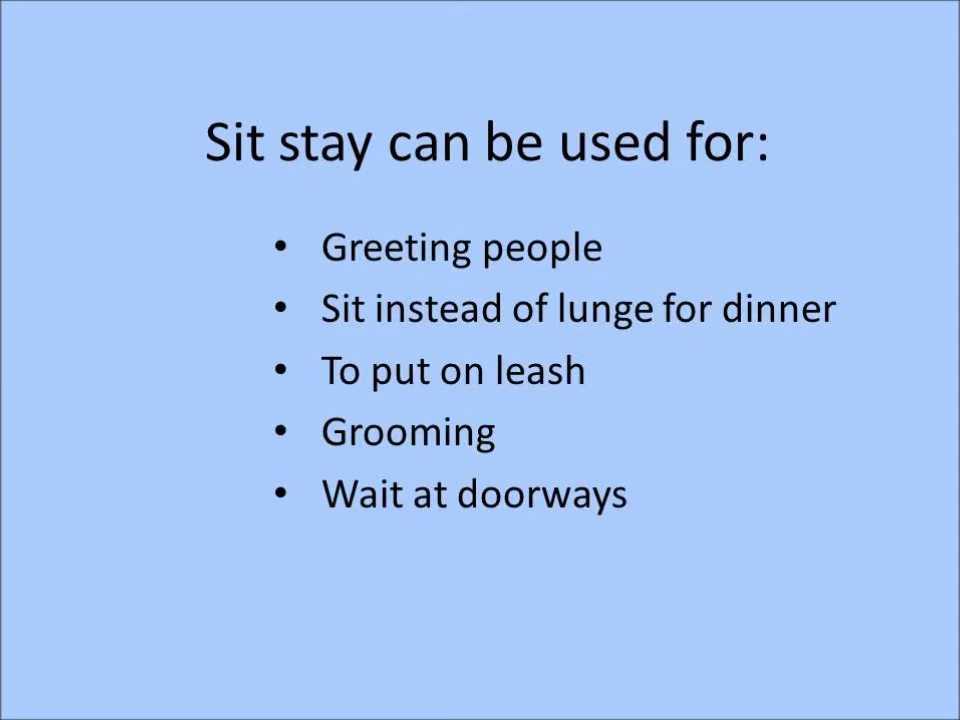 Sit stay can be used for:
• Greeting people
• Sit instead of lunge for dinner
• To put on leash
• Grooming
• Wait at doorways